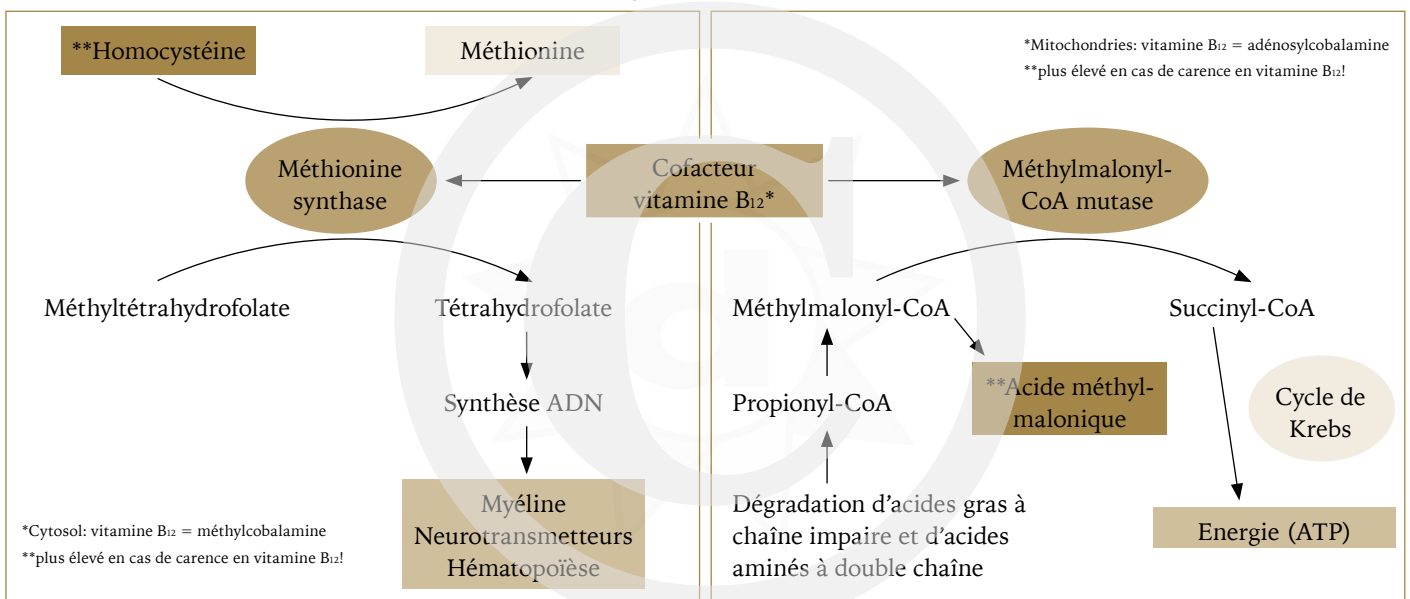 **Homocystéine
Méthionine
Méthionine
synthase
Méthyltétrahydrofolate
Tétrahydrofolate
Synthèse ADN
Myéline
Neurotransmetteurs
Hématopoïèse
*Cytosol: vitamine B₁₂ = méthylcobalamine
**plus élevé en cas de carence en vitamine B₁₂!
Cofacteur
vitamine B₁₂*
*Mitochondries: vitamine B₁₂ = adénosylcobalamine
**plus élevé en cas de carence en vitamine B₁₂!
Méthylmalonyl-
CoA mutase
Méthylmalonyl-CoA
Succinyl-CoA
**Acide méthyl-
malonique
Propionyl-CoA
Cycle de
Krebs
Dégradation d’acides gras à
chaîne impaire et d’acides
aminés à double chaîne
Energie (ATP)